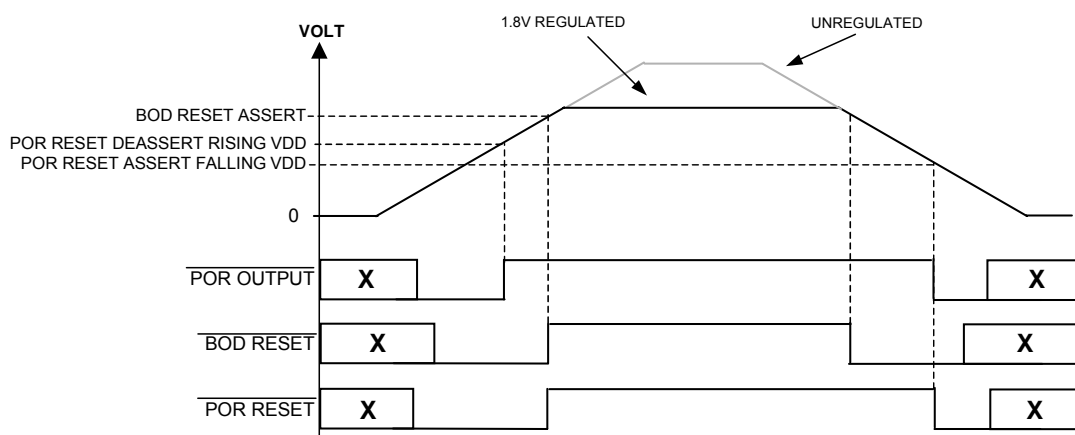 1.8V REGULATED
UNREGULATED
VOLT
BOD RESET ASSERT
POR RESET DEASSERT RISING VDD
POR RESET ASSERT FALLING VDD
0
POR OUTPUT
X
X
BOD RESET
X
X
POR RESET
X
X